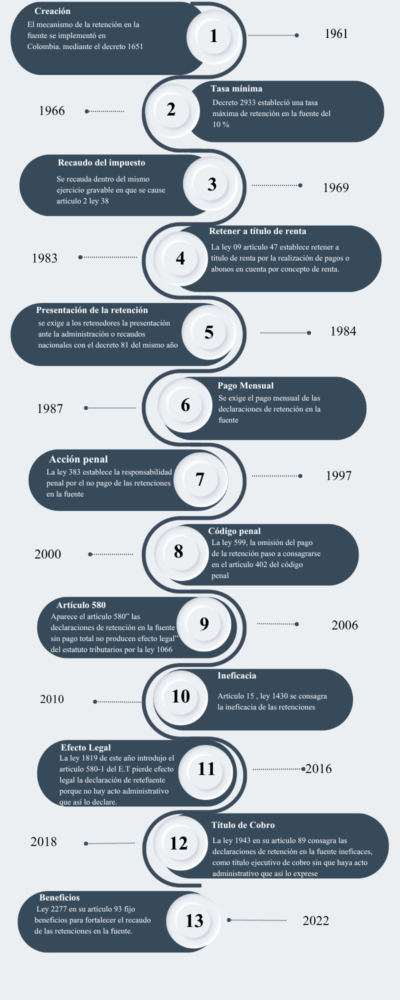 Creación
El mecanismo de la retención en la
fuente se implementó en
Colombia. mediante el decreto 1651
1
1961
Tasa mínima
Decreto 2933 estableció una tasa
máxima de retención en la fuente del
10 %
2
1966
Recaudo del impuesto
Se recauda dentro del mismo
ejercicio gravable en que se cause
artículo 2 ley 38
3
1969
Retener a título de renta
La ley 09 artículo 47 establece retener a
título de renta por la realización de pagos o
abonos en cuenta por concepto de renta.
4
1983
Presentación de la retención
se exige a los retenedores la presentación
ante la administración o recaudos
nacionales con el decreto 81 del mismo año
5
1984
Pago Mensual
Se exige el pago mensual de las
declaraciones de retención en la
fuente
6
1987
Acción penal
La ley 383 establece la responsabilidad
penal por el no pago de las retenciones
en la fuente
7
1997
Código penal
La ley 599, la omisión del pago
de la retención paso a consagrarse
en el artículo 402 del código
penal
8
2000
Artículo 580
Aparece el artículo 580” las
declaraciones de retención en la fuente
sin pago total no producen efecto legal”
del estatuto tributarios por la ley 1066
9
2006
Ineficacia
Articulo 15 , ley 1430 se consagra
la ineficacia de las retenciones
10
2010
Efecto Legal
La ley 1819 de este año introdujo el
articulo 580-1 del E.T pierde efecto
legal la declaración de retefuente
porque no hay acto administrativo
que así lo declare.
11
2016
Título de Cobro
La ley 1943 en su artículo 89 consagra las
declaraciones de retención en la fuente ineficaces,
como título ejecutivo de cobro sin que haya acto
administrativo que así lo exprese
12
2018
Beneficios
Ley 2277 en su artículo 93 fijo
beneficios para fortalecer el recaudo
de las retenciones en la fuente.
13
2022